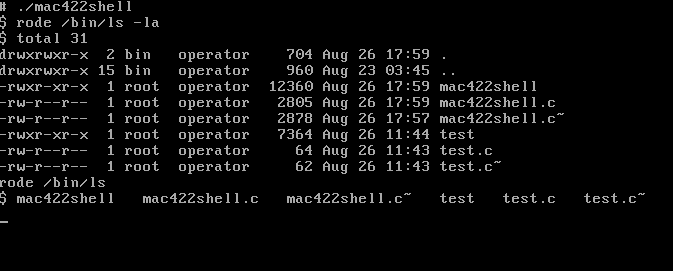 # ./mac422shell
$ rode /bin/ls -la
$ total 31
drwxrwxr-x  2 bin   operator    704 Aug 26 17:59 .
drwxrwxr-x 15 bin   operator    960 Aug 23 03:45 ..
-rwxr-xr-x  1 root  operator  12360 Aug 26 17:59 mac422shell
-rw-r--r--  1 root  operator   2805 Aug 26 17:59 mac422shell.c
-rw-r--r--  1 root  operator   2878 Aug 26 17:57 mac422shell.c~
-rwxr-xr-x  1 root  operator   7364 Aug 26 11:44 test
-rw-r--r--  1 root  operator     64 Aug 26 11:43 test.c
-rw-r--r--  1 root  operator     62 Aug 26 11:43 test.c~
rode /bin/ls
$ mac422shell   mac422shell.c   mac422shell.c~  test   test.c   test.c~
_